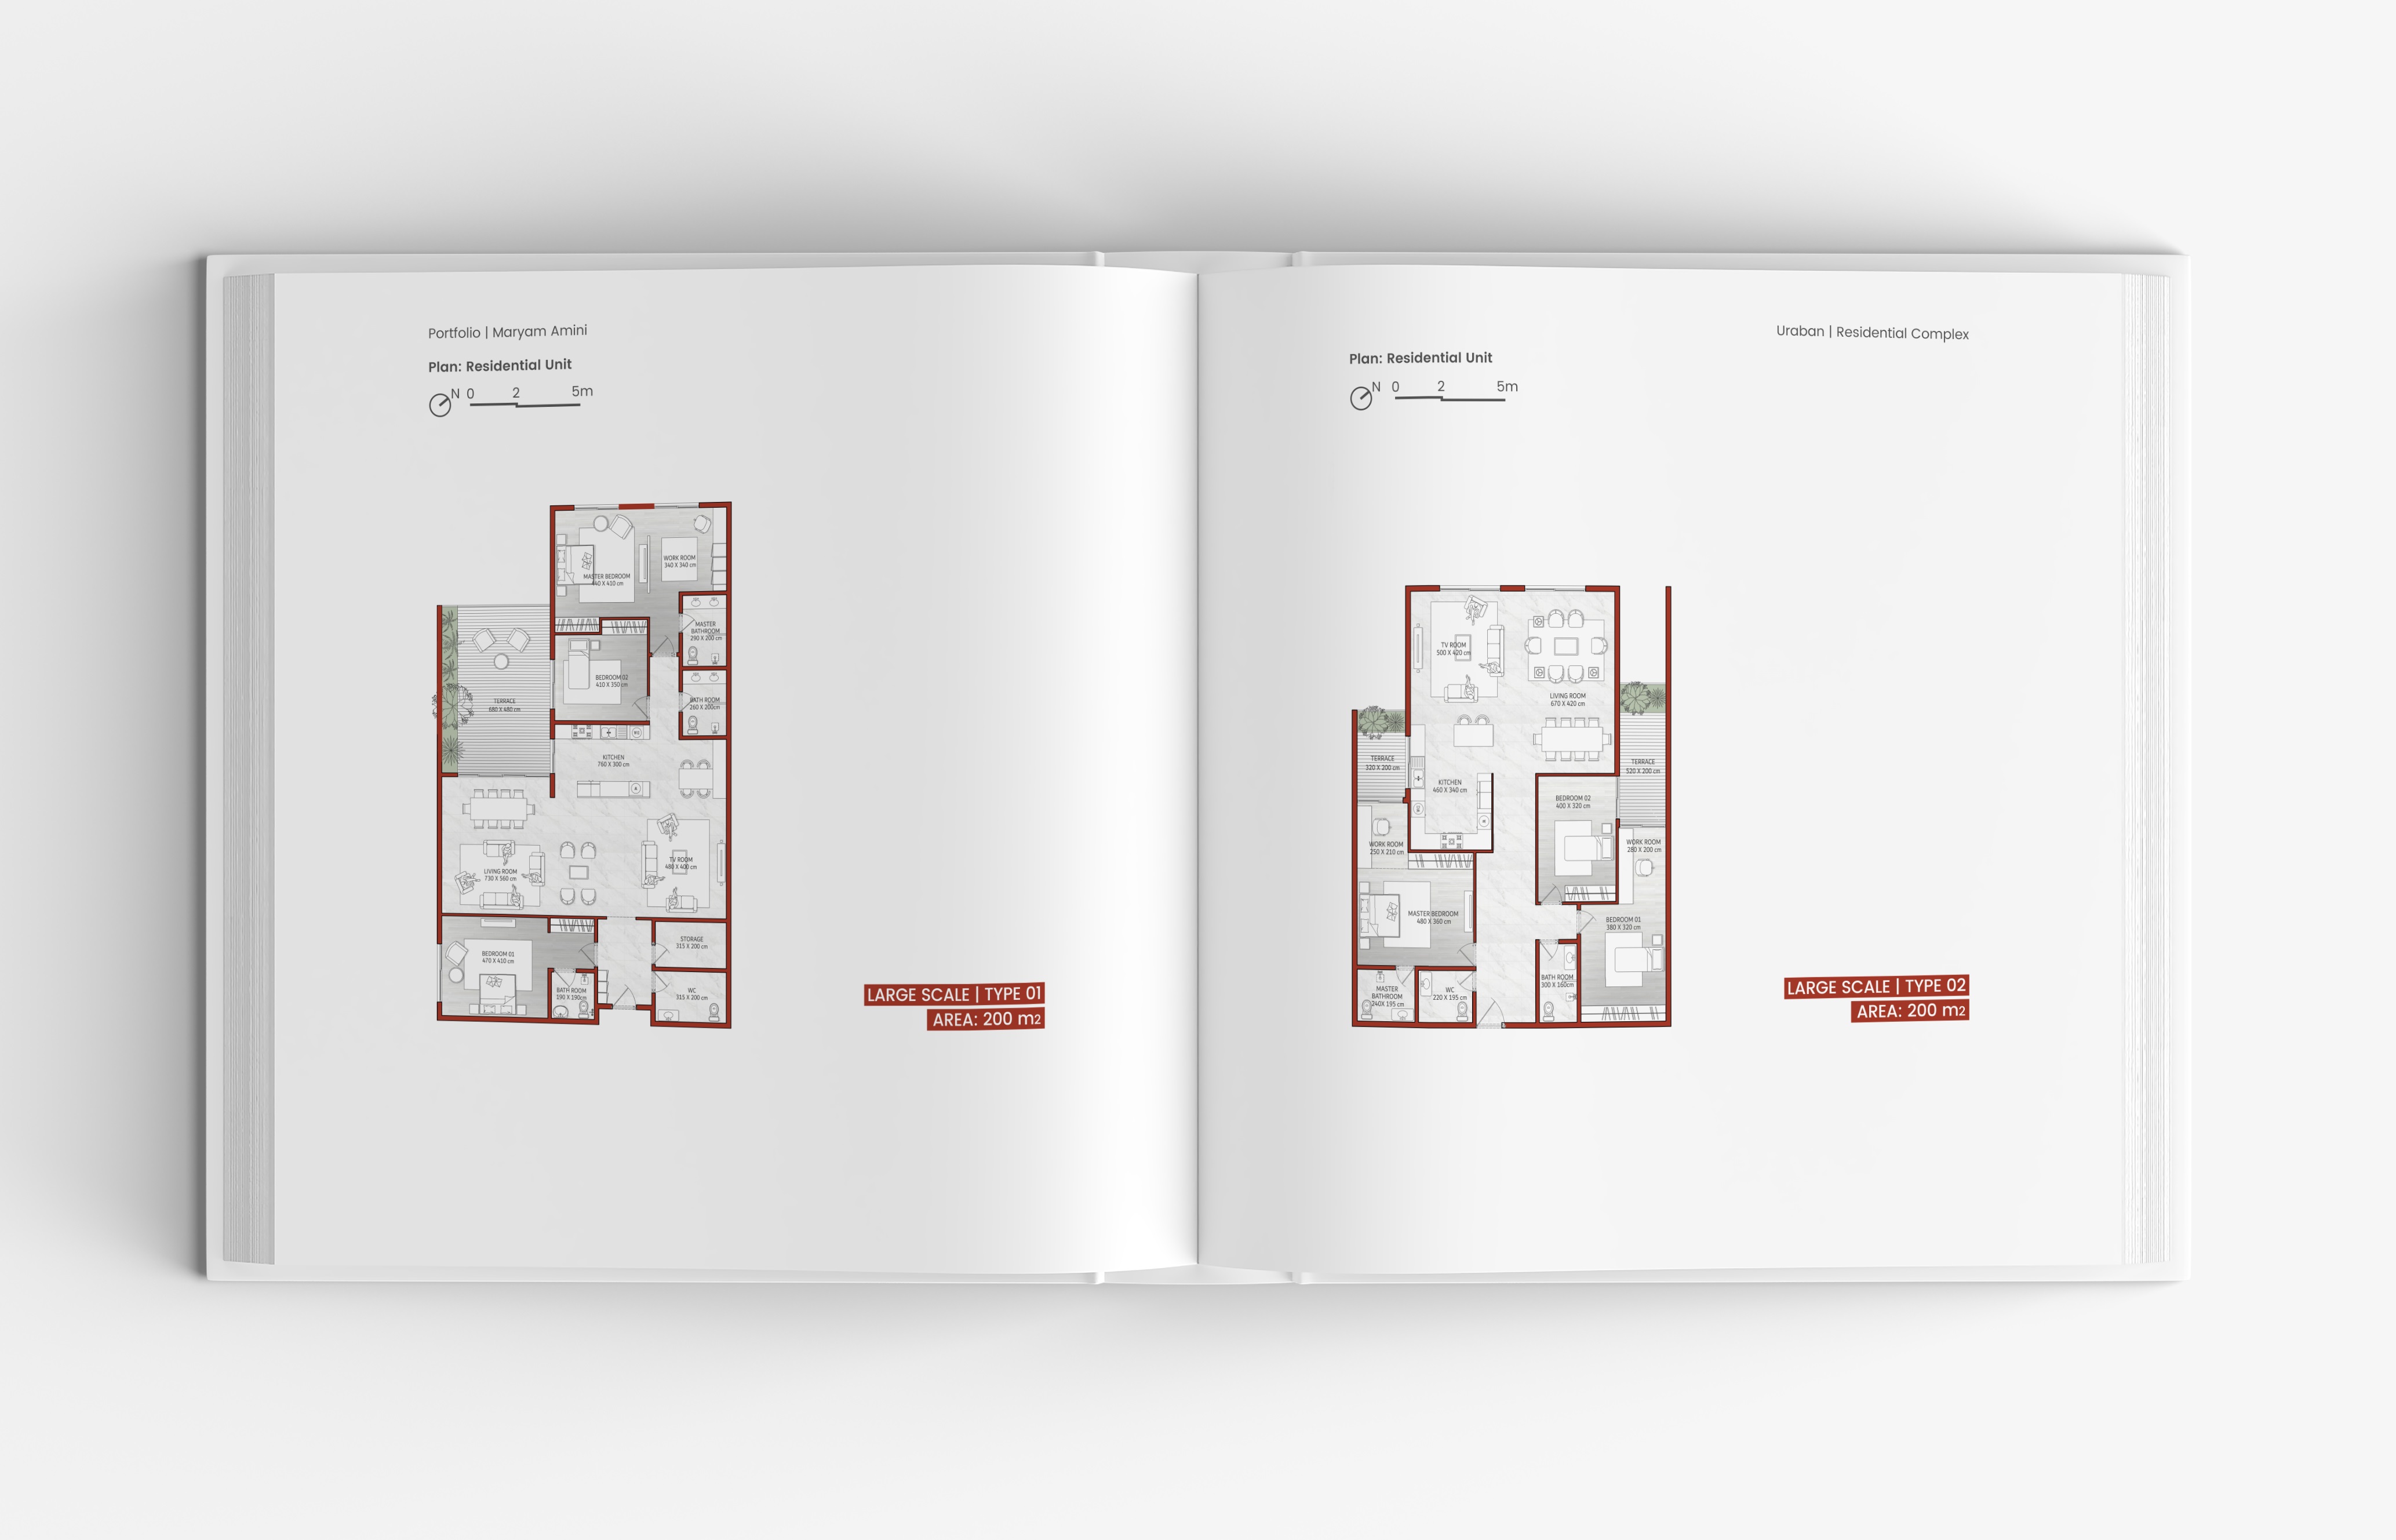 Portfolio | Maryam Amini
Plan: Residential Unit
N 0 2 5m
WORK ROOM
340 X 340 cm
MASTER BEDROOM
440 X 410 cm
MASTER
BATHROOM
290 X 200 cm
BEDROOM 02
410 X 350 cm
BATH ROOM
260 X 200cm
TERRACE
680 X 480 cm
KITCHEN
760 X 300 cm
TV ROOM
480 X 400 cm
LIVING ROOM
730 X 560 cm
STORAGE
315 X 200 cm
BEDROOM 01
470 X 410 cm
BATH ROOM
190 X 190cm
WC
315 X 200 cm
LARGE SCALE | TYPE 01
AREA: 200 m2
Uraban | Residential Complex
Plan: Residential Unit
N 0 2 5m
TV ROOM
500 X 420 cm
LIVING ROOM
670 X 420 cm
TERRACE
320 X 200 cm
TERRACE
520 X 200 cm
KITCHEN
460 X 340 cm
BEDROOM 02
400 X 320 cm
WORK ROOM
250 X 210 cm
WORK ROOM
280 X 200 cm
MASTER BEDROOM
480 X 360 cm
BEDROOM 01
380 X 320 cm
BATH ROOM
300 X 160cm
MASTER
BATHROOM
240X 195 cm
WC
220 X 195 cm
LARGE SCALE | TYPE 02
AREA: 200 m2